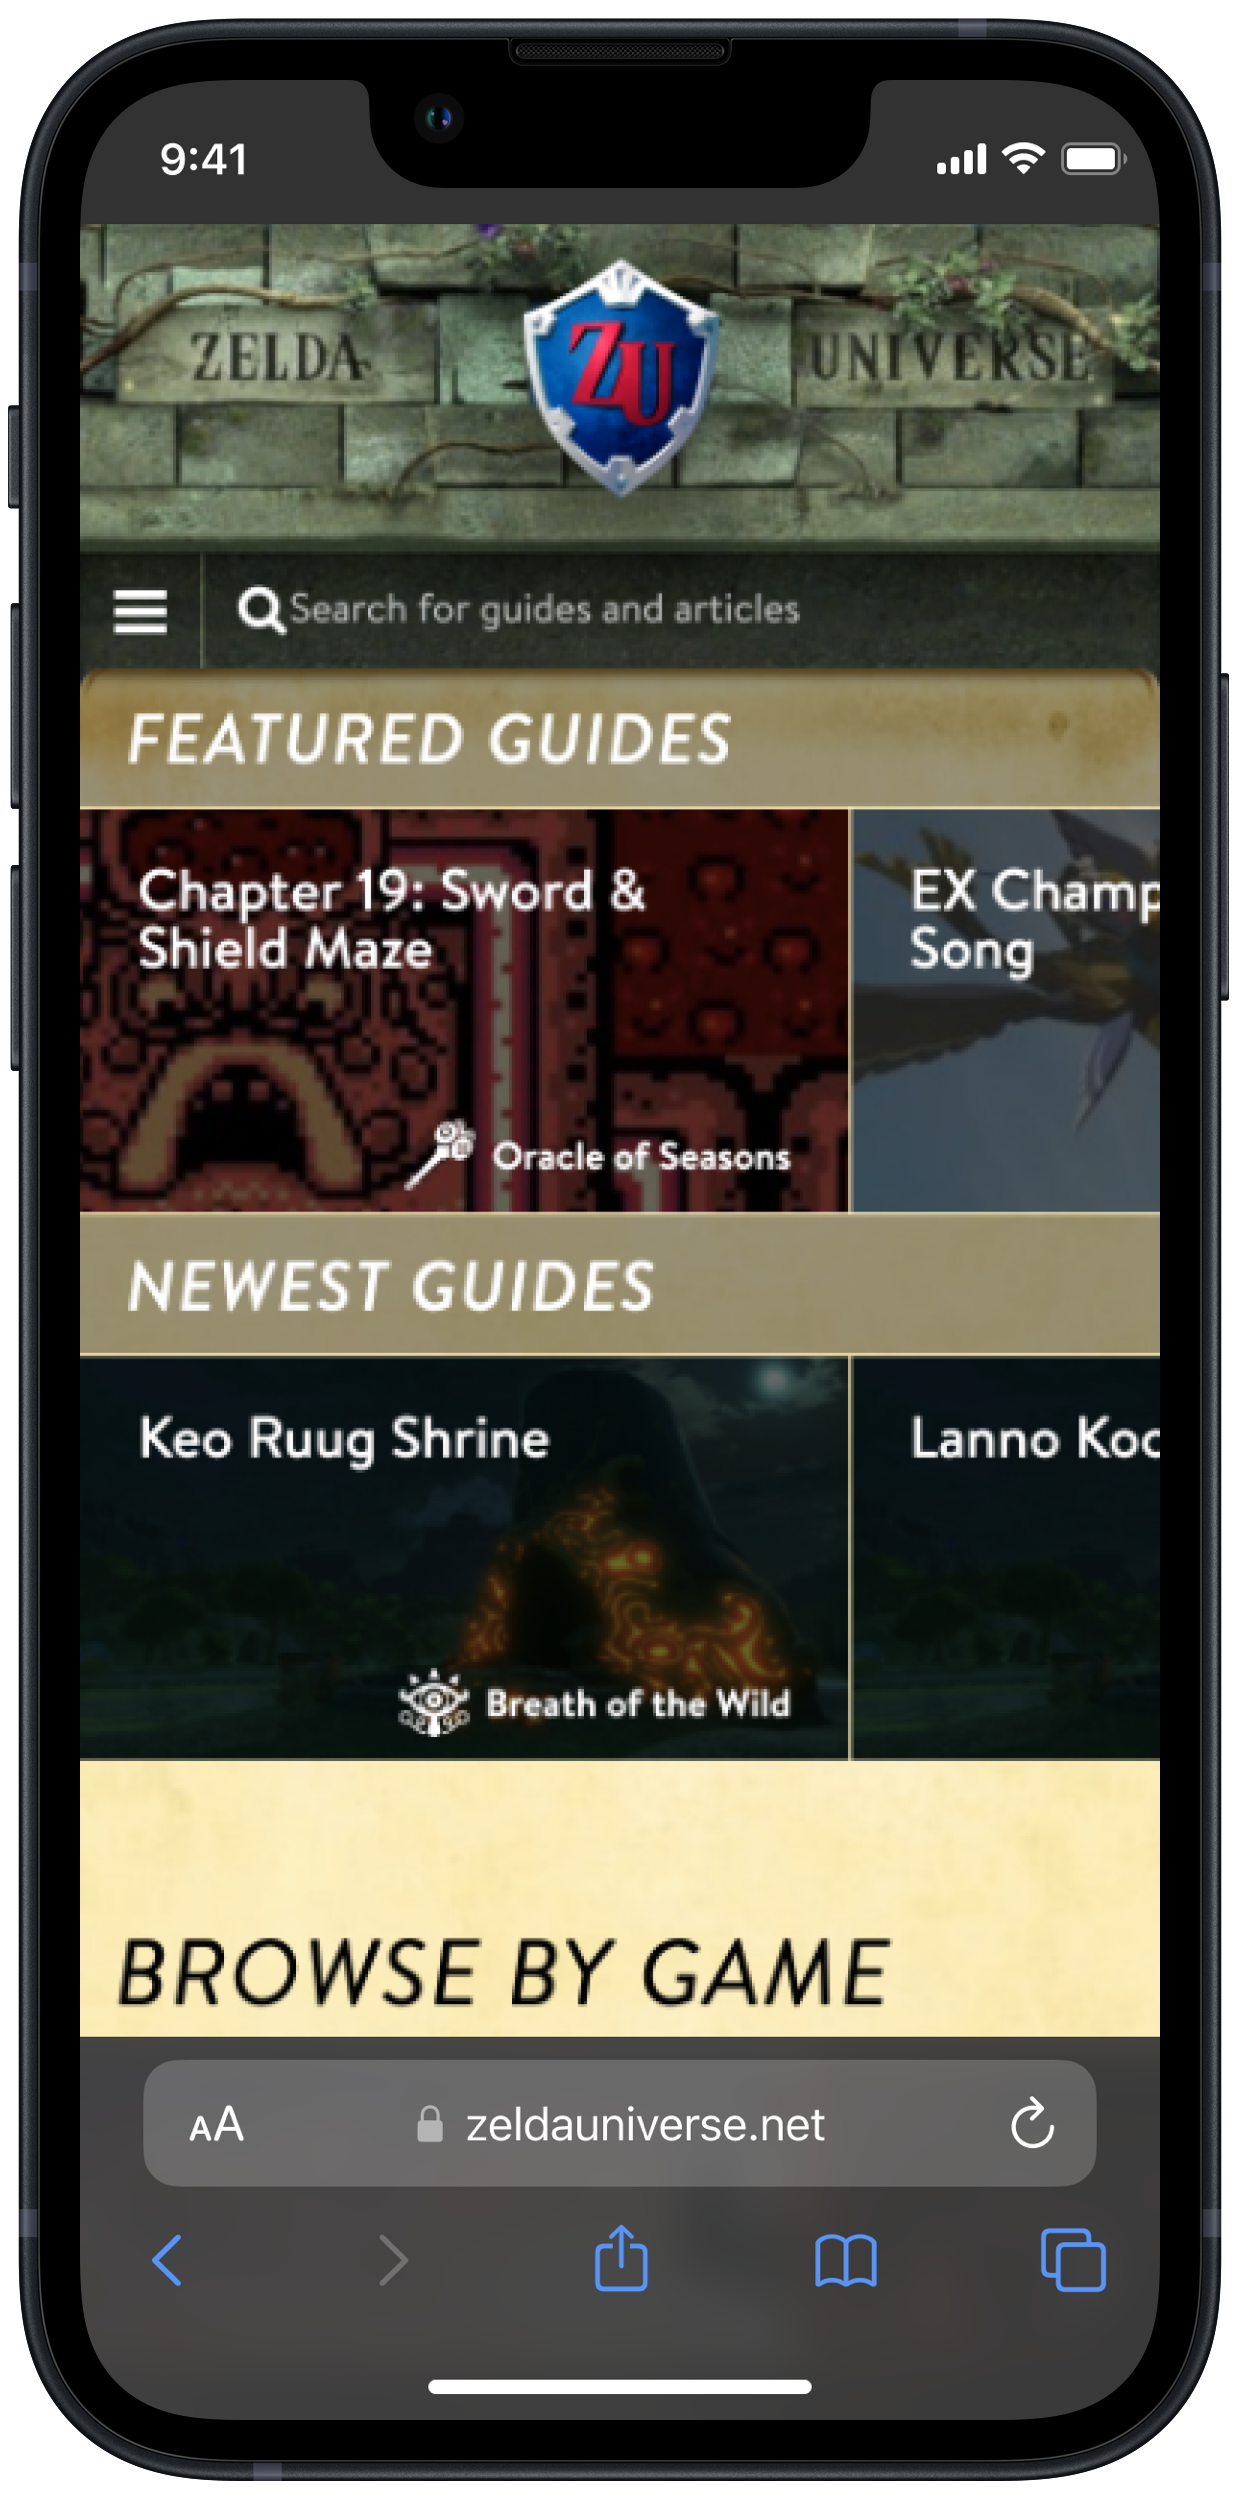 9:41
ZELDA
ZU
UNIVERSE
Search for guides and articles
FEATURED GUIDES
Chapter 19: Sword &
Shield Maze
Oracle of Seasons
EX Champ
Song
NEWEST GUIDES
Keo Ruug Shrine
Breath of the Wild
Lanno Koo
BROWSE BY GAME
AA
zeldauniverse.net